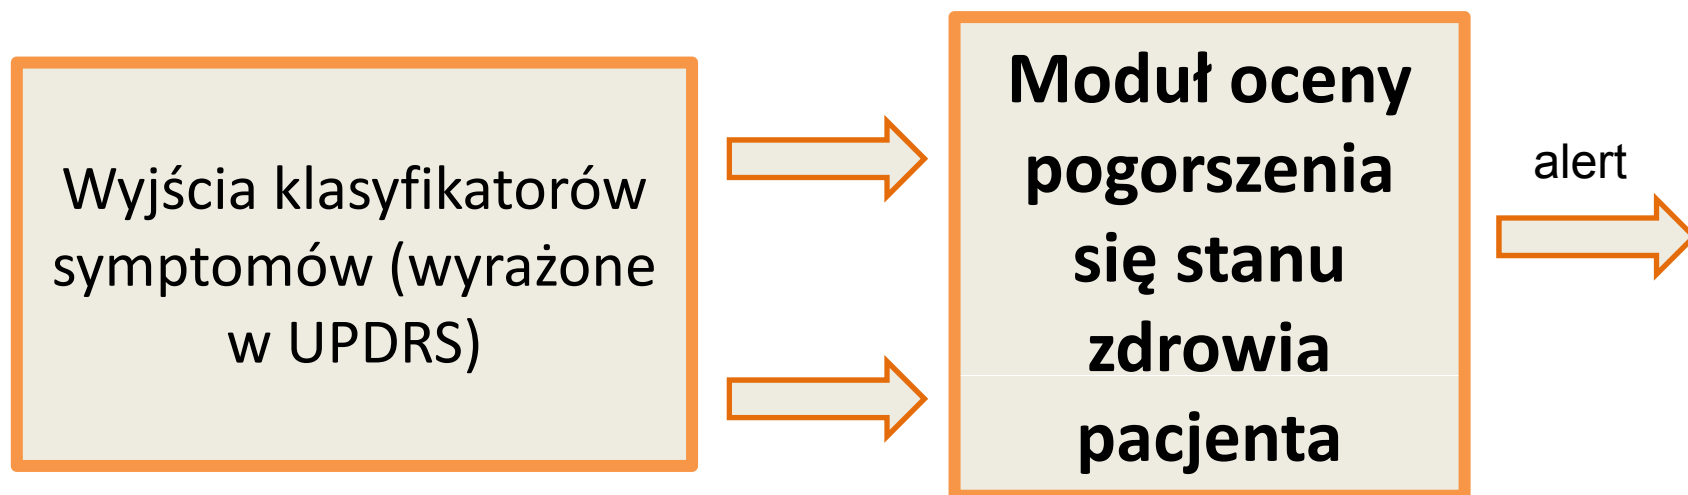 Wyjścia klasyfikatorów
symptomów (wyrażone
w UPDRS)
Moduł oceny
pogorszenia
się stanu
zdrowia
pacjenta
alert